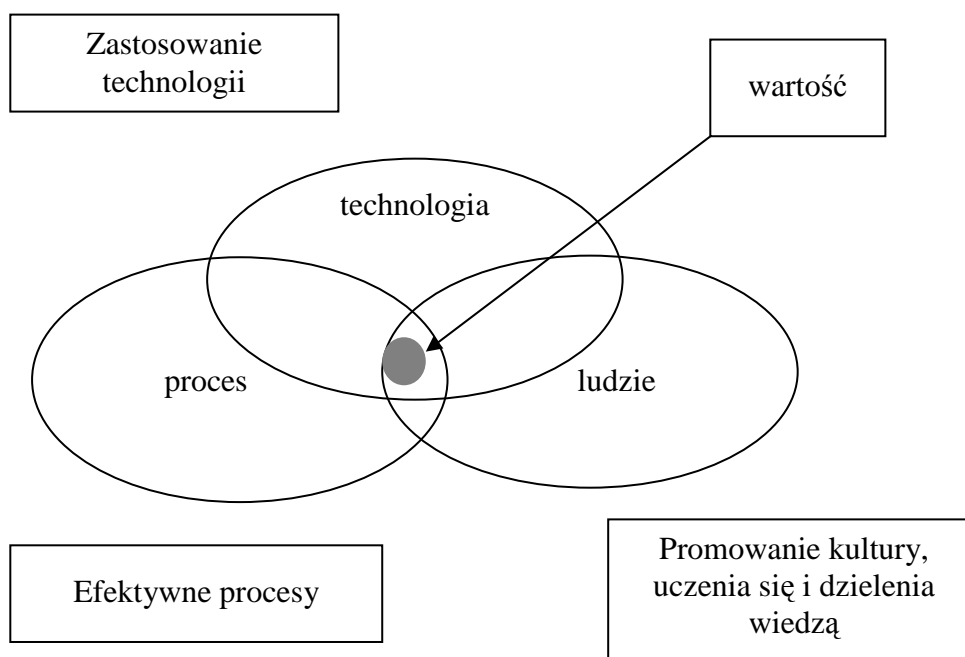 Zastosowanie
technologii
wartość
technologia
proces
ludzie
Efektywne procesy
Promowanie kultury,
uczenia się i dzielenia
wiedzą